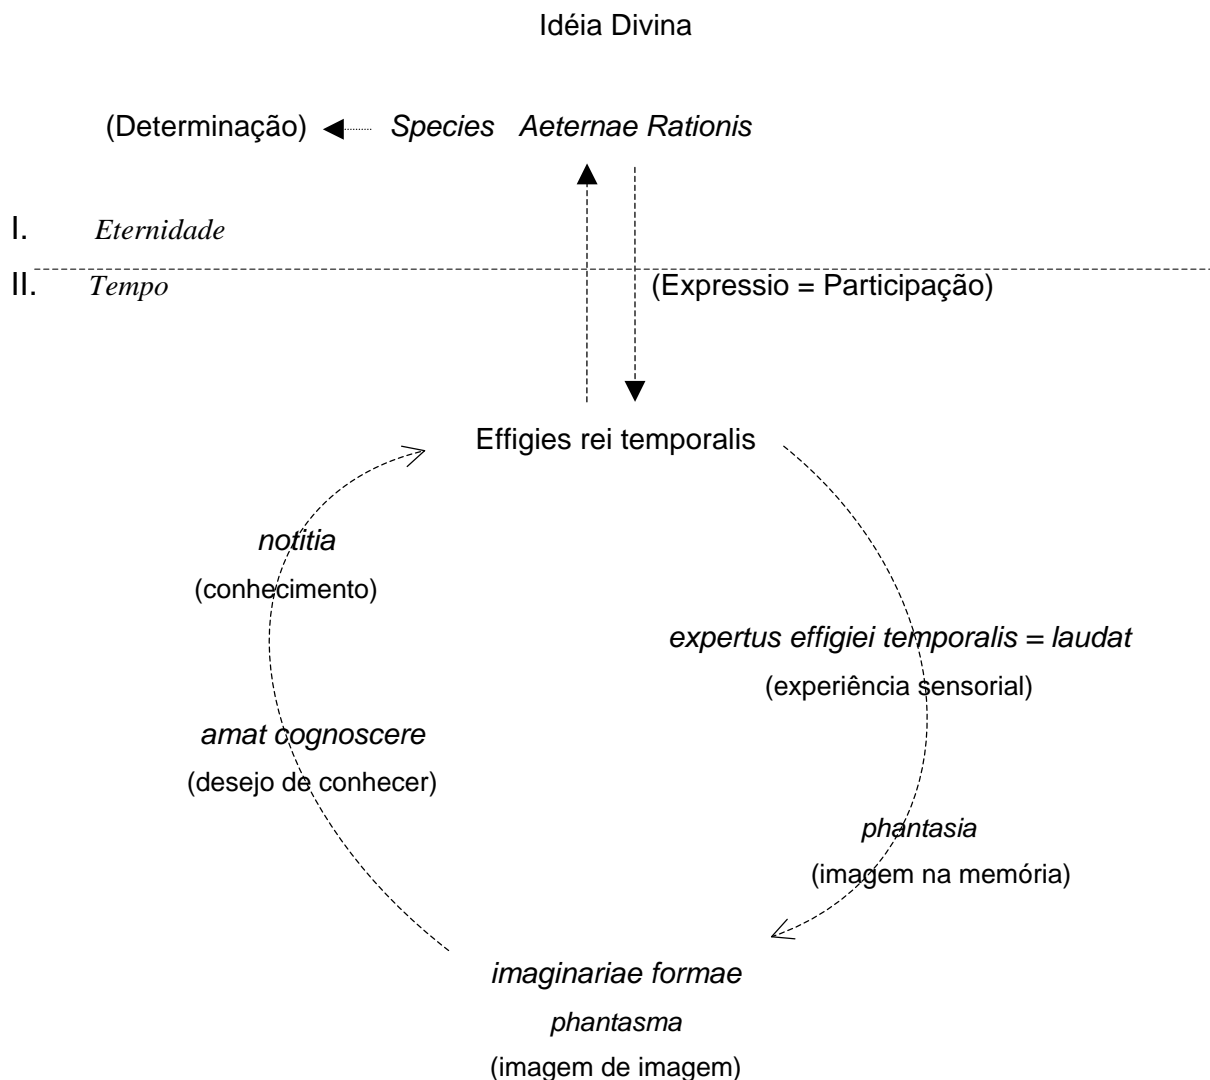 Idéia Divina
(Determinação) Species Aeternae Rationis
I. Eternidade
II. Tempo (Expressio = Participação)
Effigies rei temporalis
notitia
(conhecimento)
expertus effigiei temporalis = laudat
(experiência sensorial)
amat cognoscere
(desejo de conhecer)
phantasia
(imagem na memória)
imaginariae formae
phantasma
(imagem de imagem)